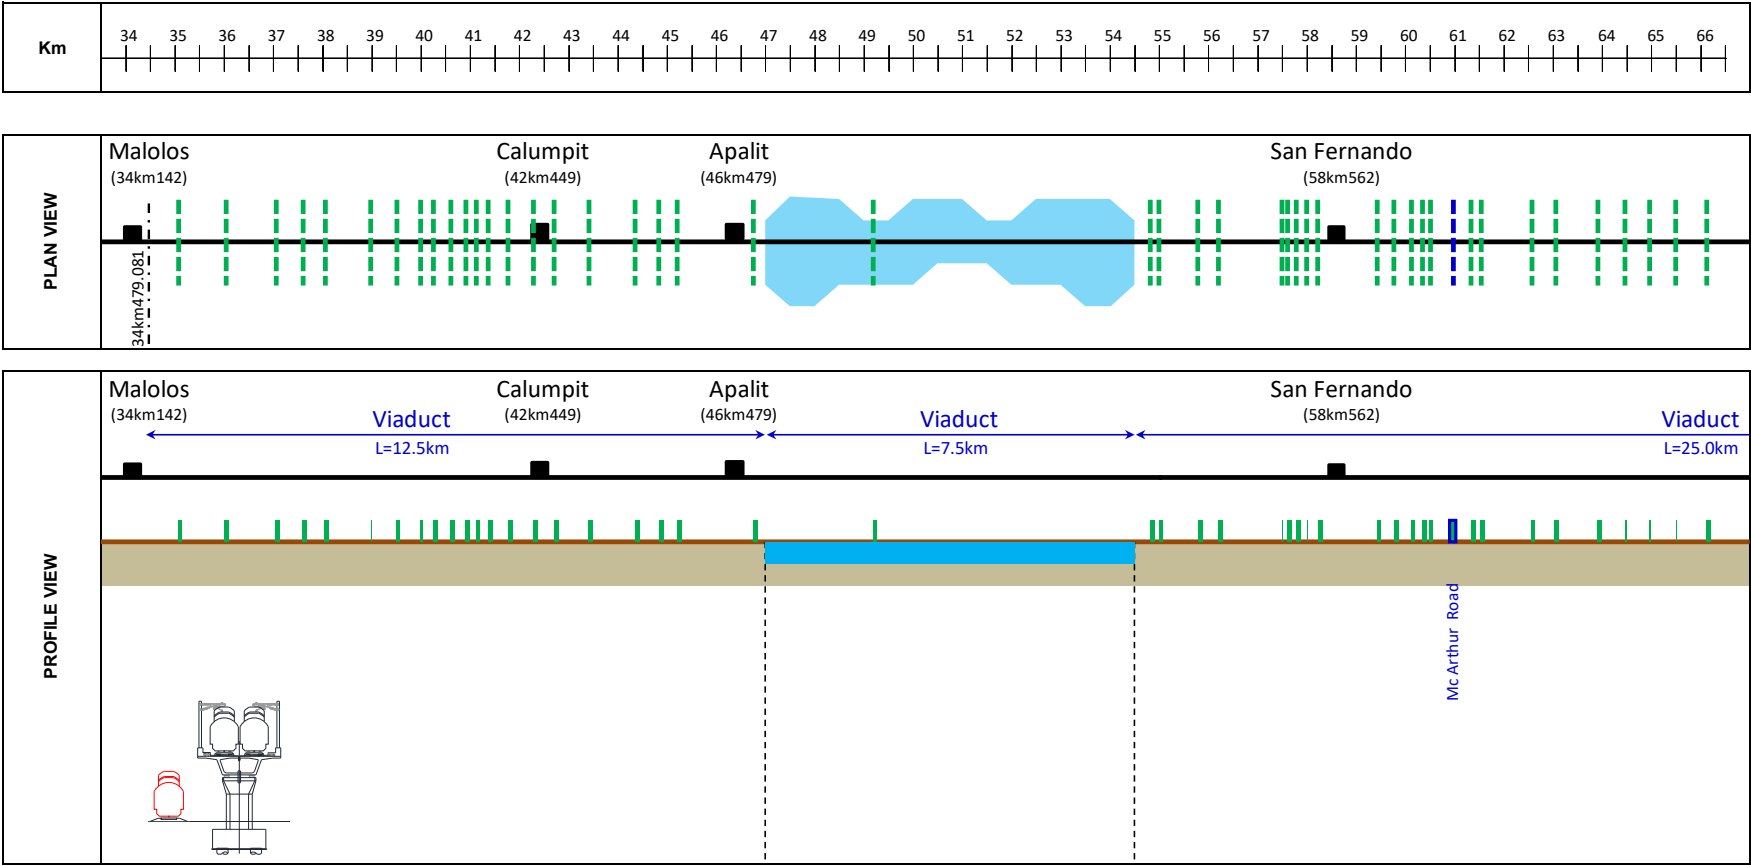 Km
34 35 36 37 38 39 40 41 42 43 44 45 46 47 48 49 50 51 52 53 54 55 56 57 58 59 60 61 62 63 64 65 66
PLAN VIEW
Malolos
(34km142)
Calumpit
(42km449)
Apalit
(46km479)
San Fernando
(58km562)
34km479.081
PROFILE VIEW
Malolos
(34km142)
Calumpit
(42km449)
Apalit
(46km479)
San Fernando
(58km562)
Viaduct
L=12.5km
Viaduct
L=7.5km
Viaduct
L=25.0km
Mc Arthur Road